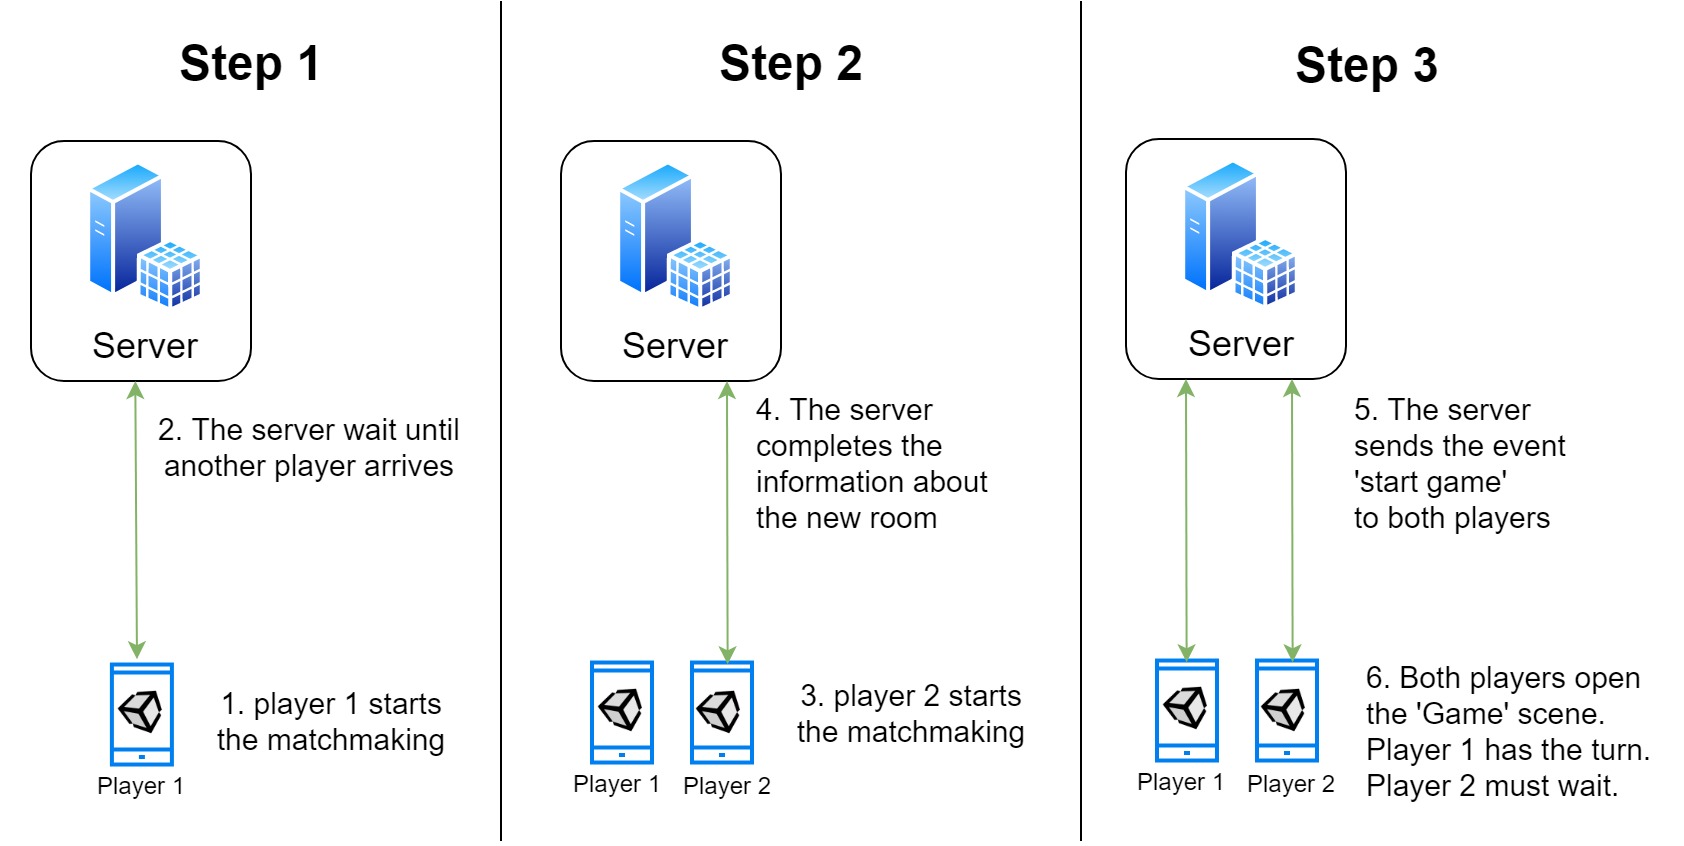 Step 1
Server
2. The server wait until
another player arrives
1. player 1 starts
the matchmaking
Player 1
Step 2
Server
4. The server
completes the
information about
the new room
3. player 2 starts
the matchmaking
Player 1
Player 2
Step 3
Server
5. The server
sends the event
'start game'
to both players
6. Both players open
the 'Game' scene.
Player 1 has the turn.
Player 2 must wait.
Player 1
Player 2